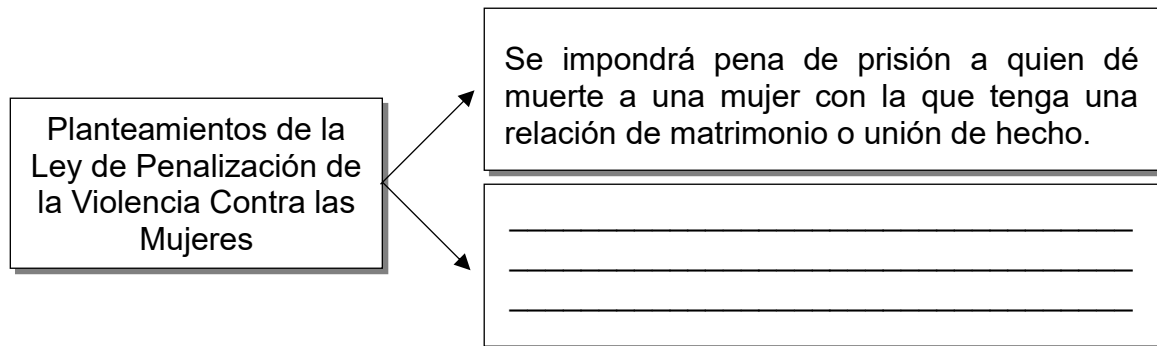 Planteamientos de la
Ley de Penalización de
la Violencia Contra las
Mujeres
Se impondrá pena de prisión a quien dé
muerte a una mujer con la que tenga una
relación de matrimonio o unión de hecho.